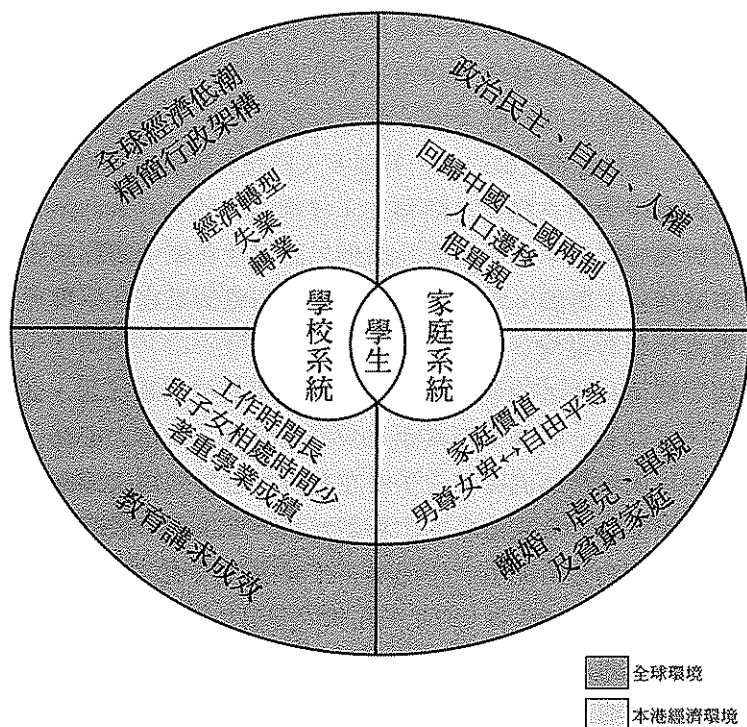 全球經濟低潮
精簡行政架構
政治民主、自由、人權
經濟轉型
失業
轉業
回歸中國-一國兩制
人口遷移
假單親
學校系統
學生
家庭系統
工作時間長
與子女相處時間少
著重學業成績
家庭價值
男尊女卑↔自由平等
教育講求成效
離婚、虐兒、單親
及貧窮家庭
全球環境
本港經濟環境